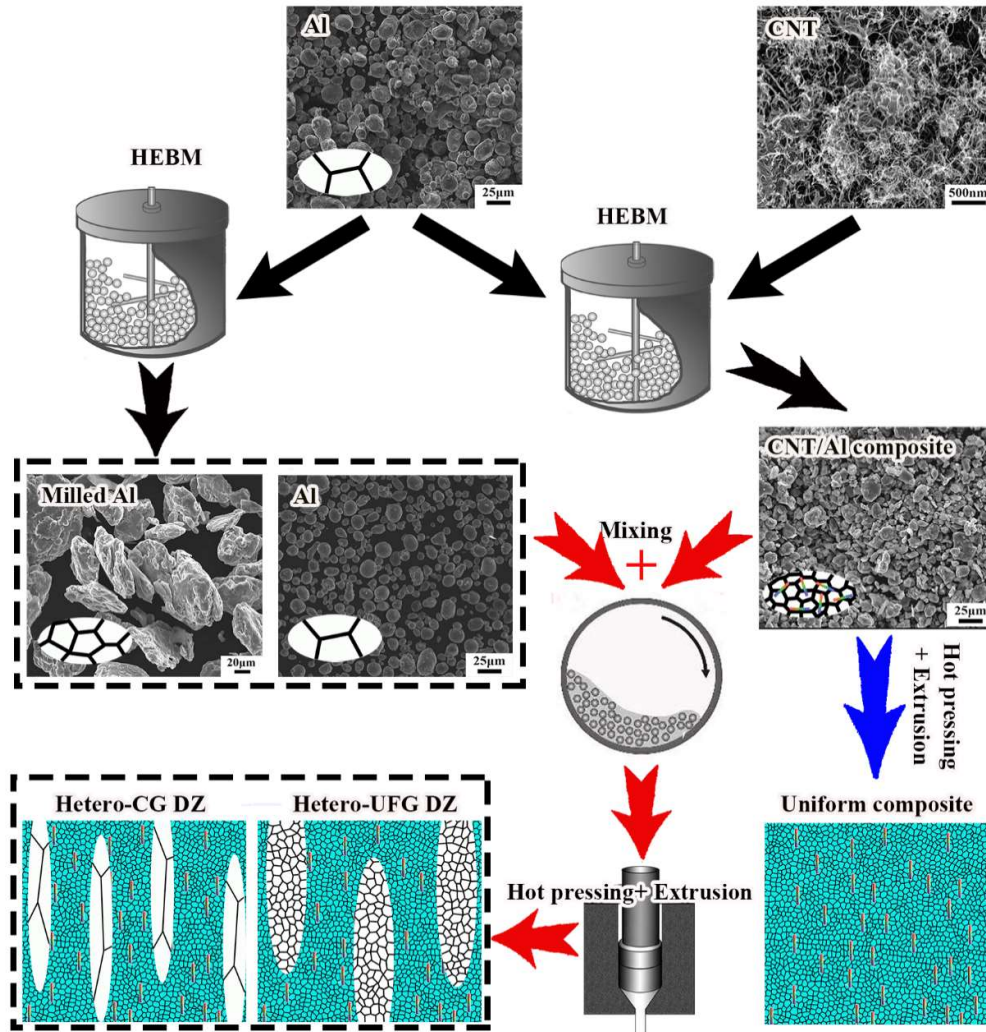 Al
25μm
CNT
500nm
HEBM
HEBM
Milled Al
20μm
Al
25μm
Mixing
+
CNT/Al composite
25μm
Hot pressing
+ Extrusion
Hetero-CG DZ
Hetero-UFG DZ
Hot pressing+ Extrusion
Uniform composite